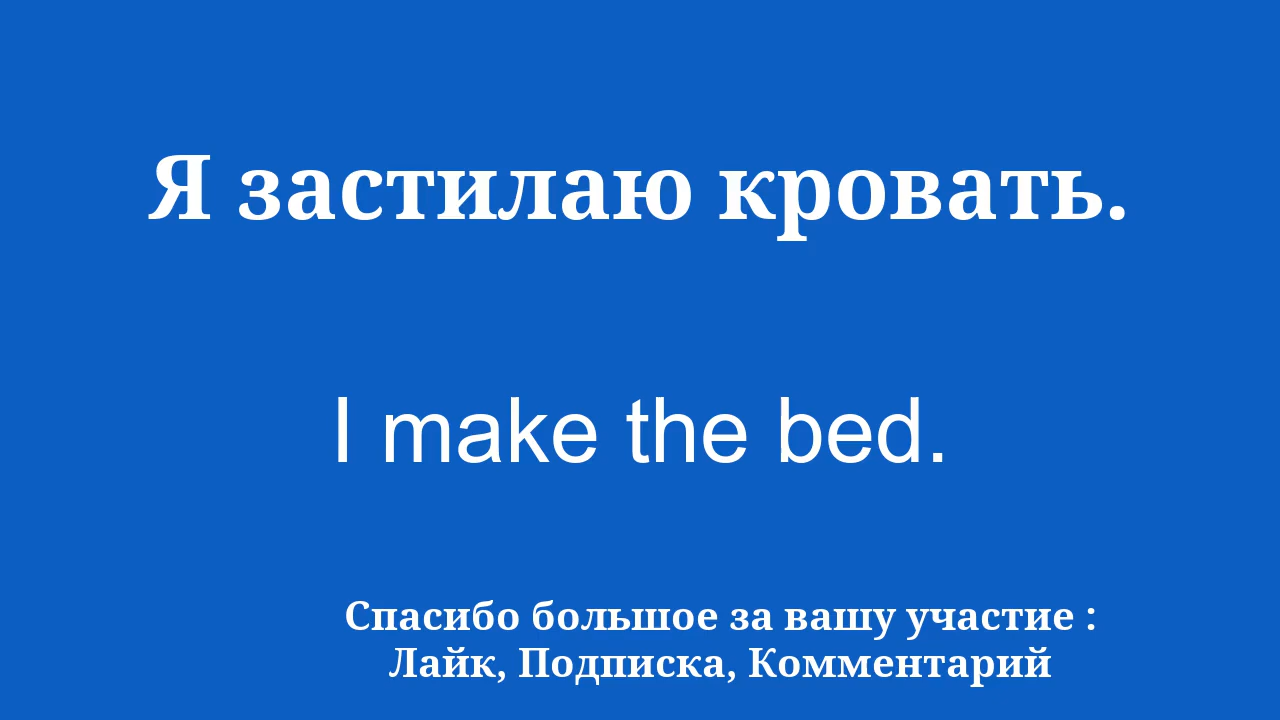 Я застилаю кровать.
I make the bed.
Спасибо большое за вашу участие :
Лайк, Подписка, Комментарий